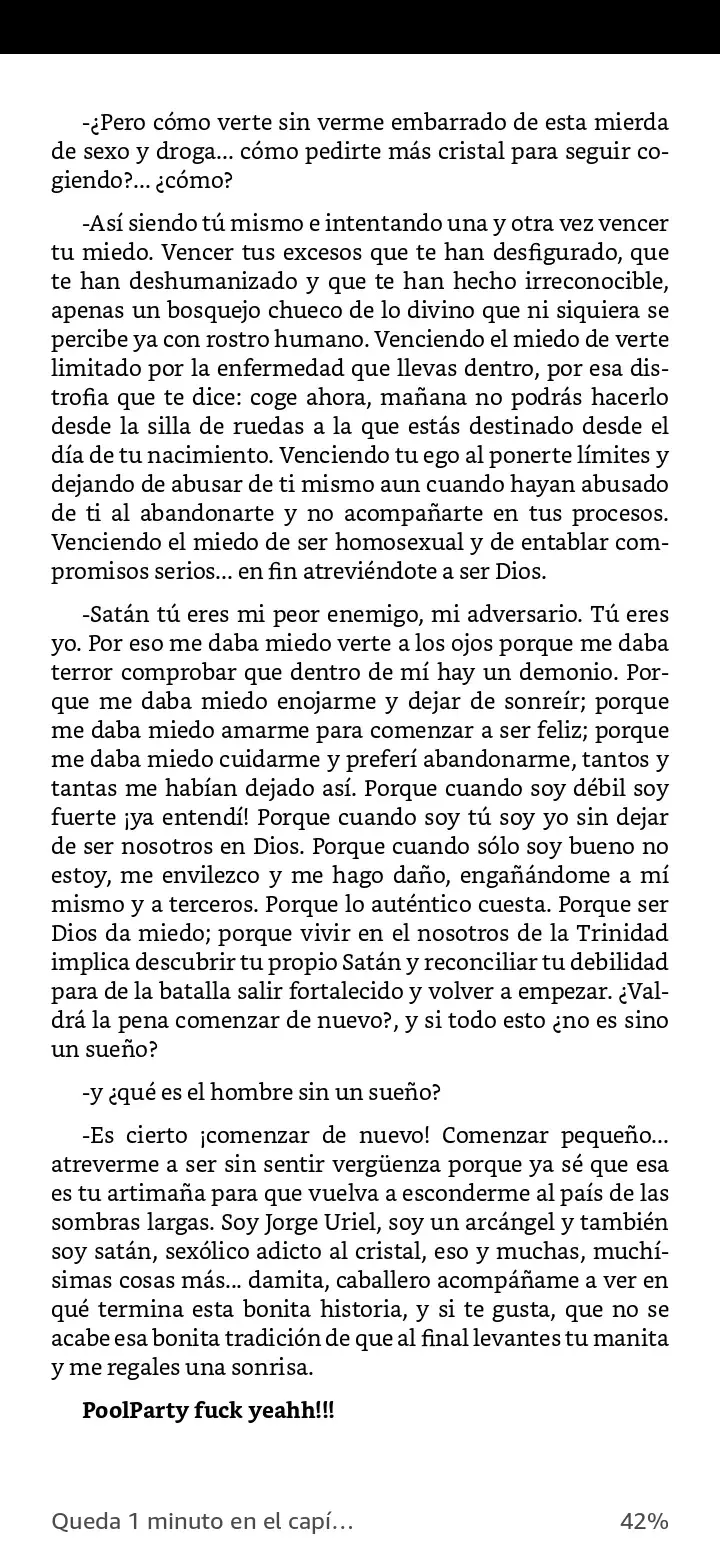 -¿Pero cómo verte sin verme embarrado de esta mierda
de sexo y droga... cómo pedirte más cristal para seguir co-
giendo?... ¿cómo?
-Así siendo tú mismo e intentando una y otra vez vencer
tu miedo. Vencer tus excesos que te han desfigurado, que
te han deshumanizado y que te han hecho irreconocible,
apenas un bosquejo chueco de lo divino que ni siquiera se
percibe ya con rostro humano. Venciendo el miedo de verte
limitado por la enfermedad que llevas dentro, por esa dis-
trofia que te dice: coge ahora, mañana no podrás hacerlo
desde la silla de ruedas a la que estás destinado desde el
día de tu nacimiento. Venciendo tu ego al ponerte límites y
dejando de abusar de ti mismo aun cuando hayan abusado
de ti al abandonarte y no acompañarte en tus procesos.
Venciendo el miedo de ser homosexual y de entablar com-
promisos serios... en fin atreviéndote a ser Dios.
-Satán tú eres mi peor enemigo, mi adversario. Tú eres
yo. Por eso me daba miedo verte a los ojos porque me daba
terror comprobar que dentro de mí hay un demonio. Por-
que me daba miedo enojarme y dejar de sonreír; porque
me daba miedo amarme para comenzar a ser feliz; porque
me daba miedo cuidarme y preferí abandonarme, tantos y
tantas me habían dejado así. Porque cuando soy débil soy
fuerte ¡ya entendí! Porque cuando soy tú soy yo sin dejar
de ser nosotros en Dios. Porque cuando sólo soy bueno no
estoy, me envilezco y me hago daño, engañándome a mí
mismo y a terceros. Porque lo auténtico cuesta. Porque ser
Dios da miedo; porque vivir en el nosotros de la Trinidad
implica descubrir tu propio Satán y reconciliar tu debilidad
para de la batalla salir fortalecido y volver a empezar. ¿Val-
drá la pena comenzar de nuevo?, y si todo esto ¿no es sino
un sueño?
-y ¿qué es el hombre sin un sueño?
-Es cierto ¡comenzar de nuevo! Comenzar pequeño...
atreverme a ser sin sentir vergüenza porque ya sé que esa
es tu artimaña para que vuelva a esconderme al país de las
sombras largas. Soy Jorge Uriel, soy un arcángel y también
soy satán, sexólico adicto al cristal, eso y muchas, muchí-
simas cosas más... damita, caballero acompáñame a ver en
qué termina esta bonita historia, y si te gusta, que no se
acabe esa bonita tradición de que al final levantes tu manita
y me regales una sonrisa.
PoolParty fuck yeahh!!!
Queda 1 minuto en el capí... 42%